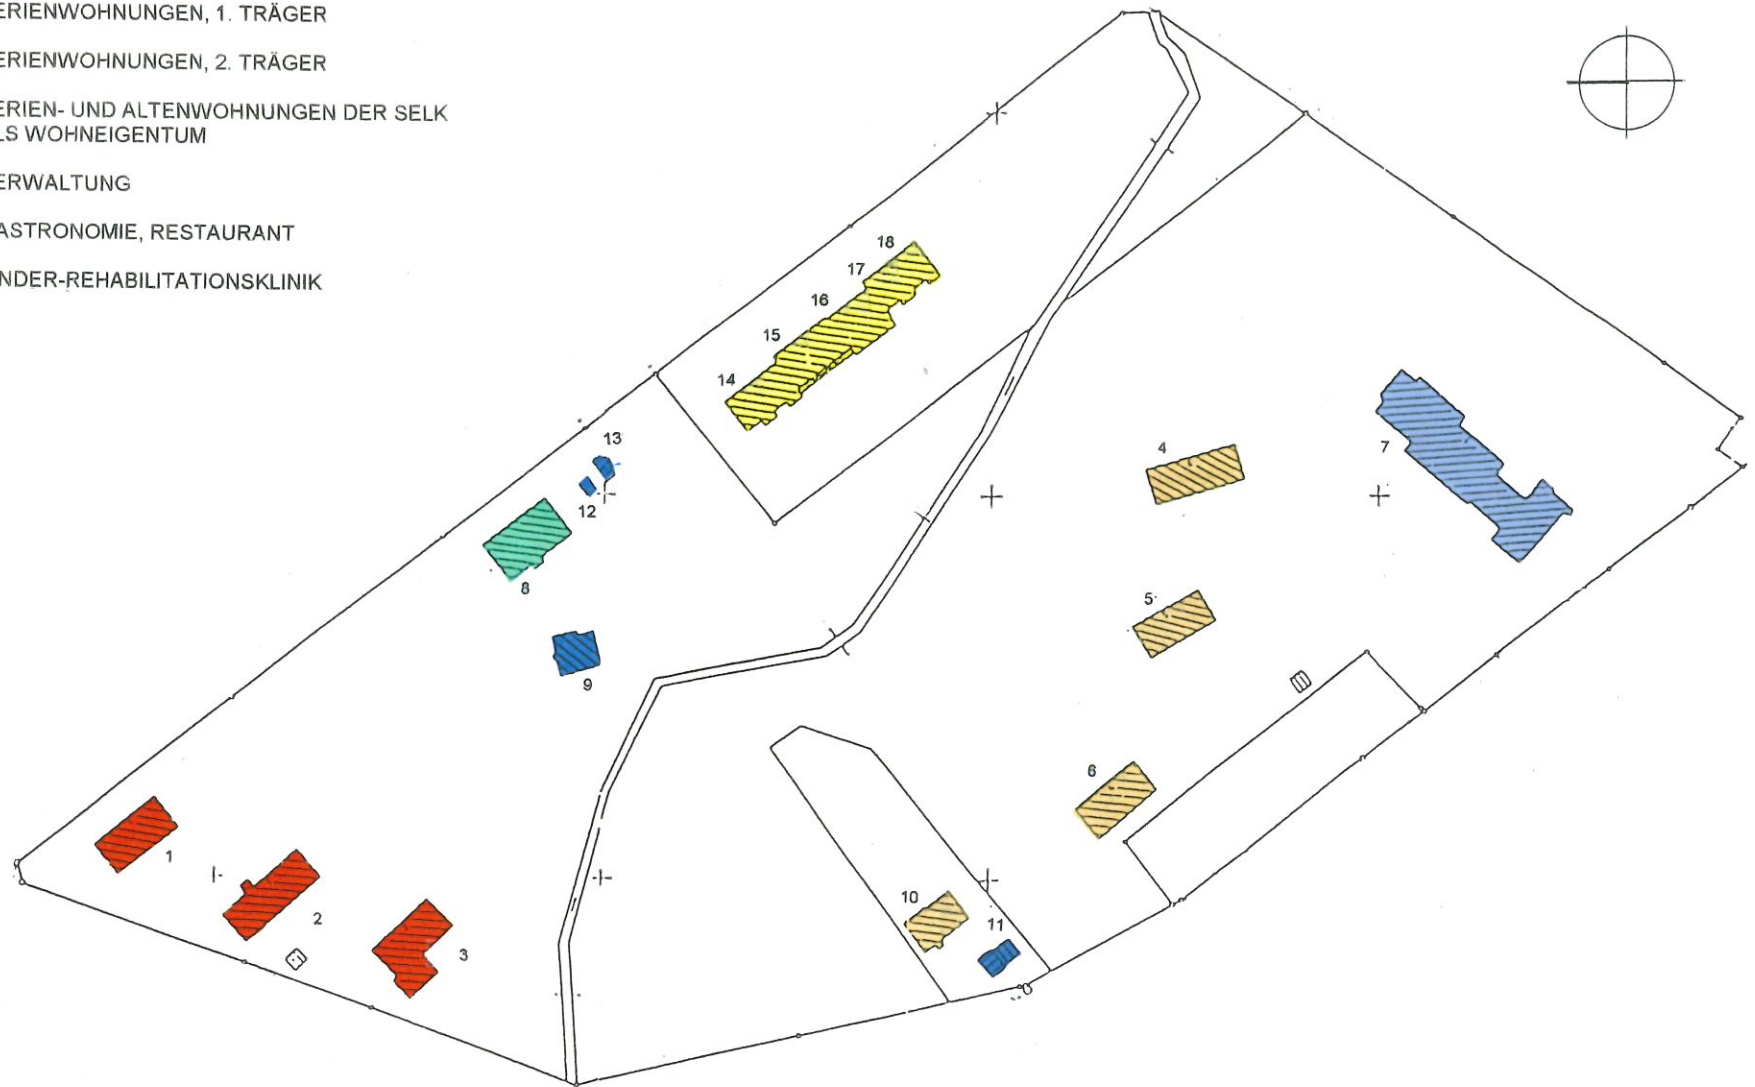 ERIENWOHNUNGEN, 1. TRÄGER
ERIENWOHNUNGEN, 2. TRÄGER
ERIEN- UND ALTENWOHNUNGEN DER SELK
LS WOHNEIGENTUM
ERWALTUNG
ASTRONOMIE, RESTAURANT
NDER-REHABILITATIONSKLINIK
18
17
16
15
14
13
12
4
7
8
5
9
6
1
2
3
10
11